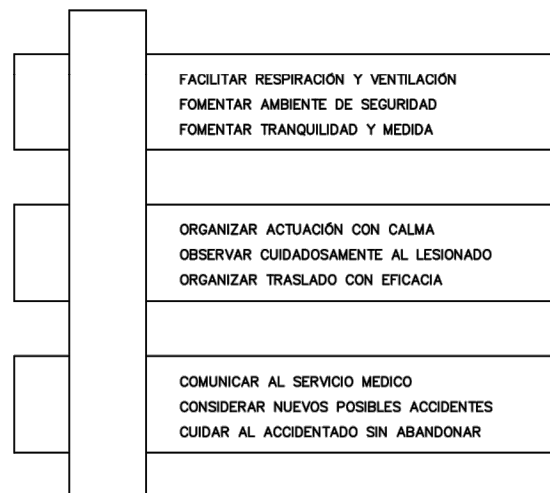 FACILITAR RESPIRACIÓN Y VENTILACIÓN
FOMENTAR AMBIENTE DE SEGURIDAD
FOMENTAR TRANQUILIDAD Y MEDIDA
ORGANIZAR ACTUACIÓN CON CALMA
OBSERVAR CUIDADOSAMENTE AL LESIONADO
ORGANIZAR TRASLADO CON EFICACIA
COMUNICAR AL SERVICIO MEDICO
CONSIDERAR NUEVOS POSIBLES ACCIDENTES
CUIDAR AL ACCIDENTADO SIN ABANDONAR